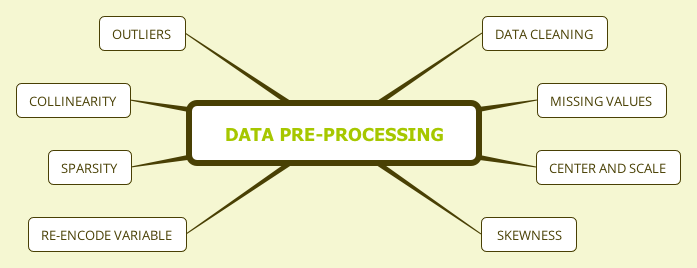 OUTLIERS
DATA CLEANING
COLLINEARITY
MISSING VALUES
DATA PRE-PROCESSING
SPARSITY
CENTER AND SCALE
RE-ENCODE VARIABLE
SKEWNESS